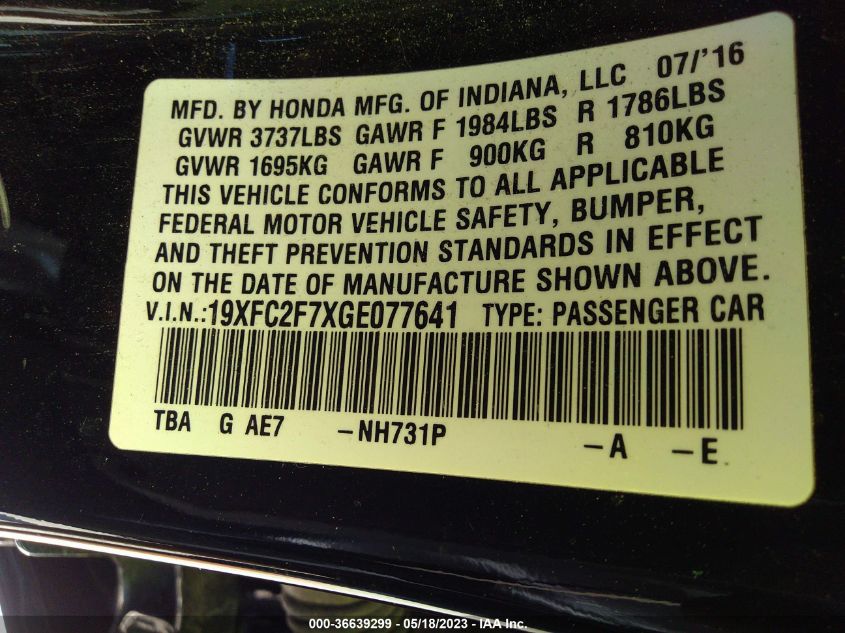 MFD. BY HONDA MFG. OF INDIANA, LLC 07/'16
GVWR 3737LBS GAWR F 1984LBS R 1786LBS
GVWR 1695KG GAWR F 900KG R 810KG
THIS VEHICLE CONFORMS TO ALL APPLICABLE
FEDERAL MOTOR VEHICLE SAFETY, BUMPER,
AND THEFT PREVENTION STANDARDS IN EFFECT
ON THE DATE OF MANUFACTURE SHOWN ABOVE.
V.I.N.:19XFC2F7XGE077641 TYPE: PASSENGER CAR
TBA G AE7 –NH731P –A –E
000-36639299 — 05/18/2023 — IAA Inc.